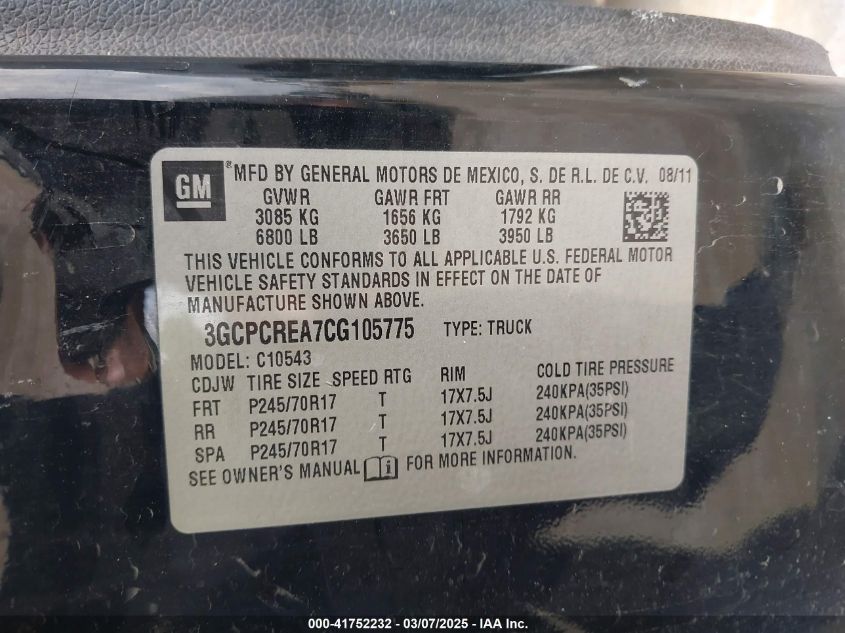 GM ® MFD BY GENERAL MOTORS DE MEXICO, S. DE R.L. DE C.V. 08/11
GVWR GAWR FRT GAWR RR
3085 KG 1656 KG 1792 KG
6800 LB 3650 LB 3950 LB
THIS VEHICLE CONFORMS TO ALL APPLICABLE U.S. FEDERAL MOTOR
VEHICLE SAFETY STANDARDS IN EFFECT ON THE DATE OF
MANUFACTURE SHOWN ABOVE.
3GCPCREA7CG105775 TYPE: TRUCK
MODEL: C10543
CDJW TIRE SIZE SPEED RTG RIM COLD TIRE PRESSURE
FRT P245/70R17 T 17X7.5J 240KPA(35PSI)
RR P245/70R17 T 17X7.5J 240KPA(35PSI)
SPA P245/70R17 T 17X7.5J 240KPA(35PSI)
SEE OWNER'S MANUAL FOR MORE INFORMATION.
000-41752232 - 03/07/2025 - IAA Inc.